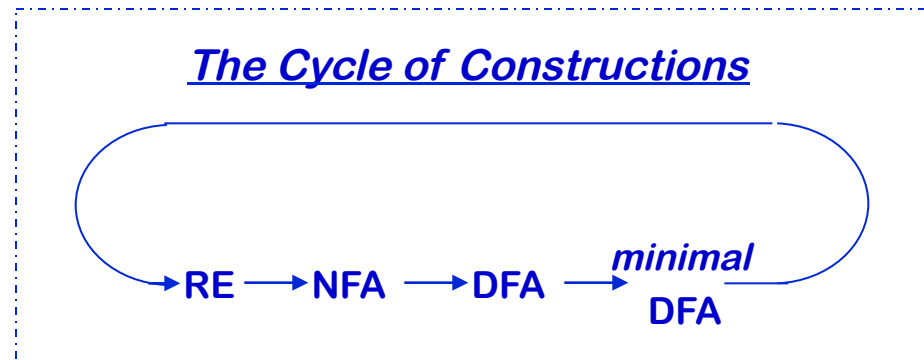 The Cycle of Constructions
RE NFA DFA minimal
DFA